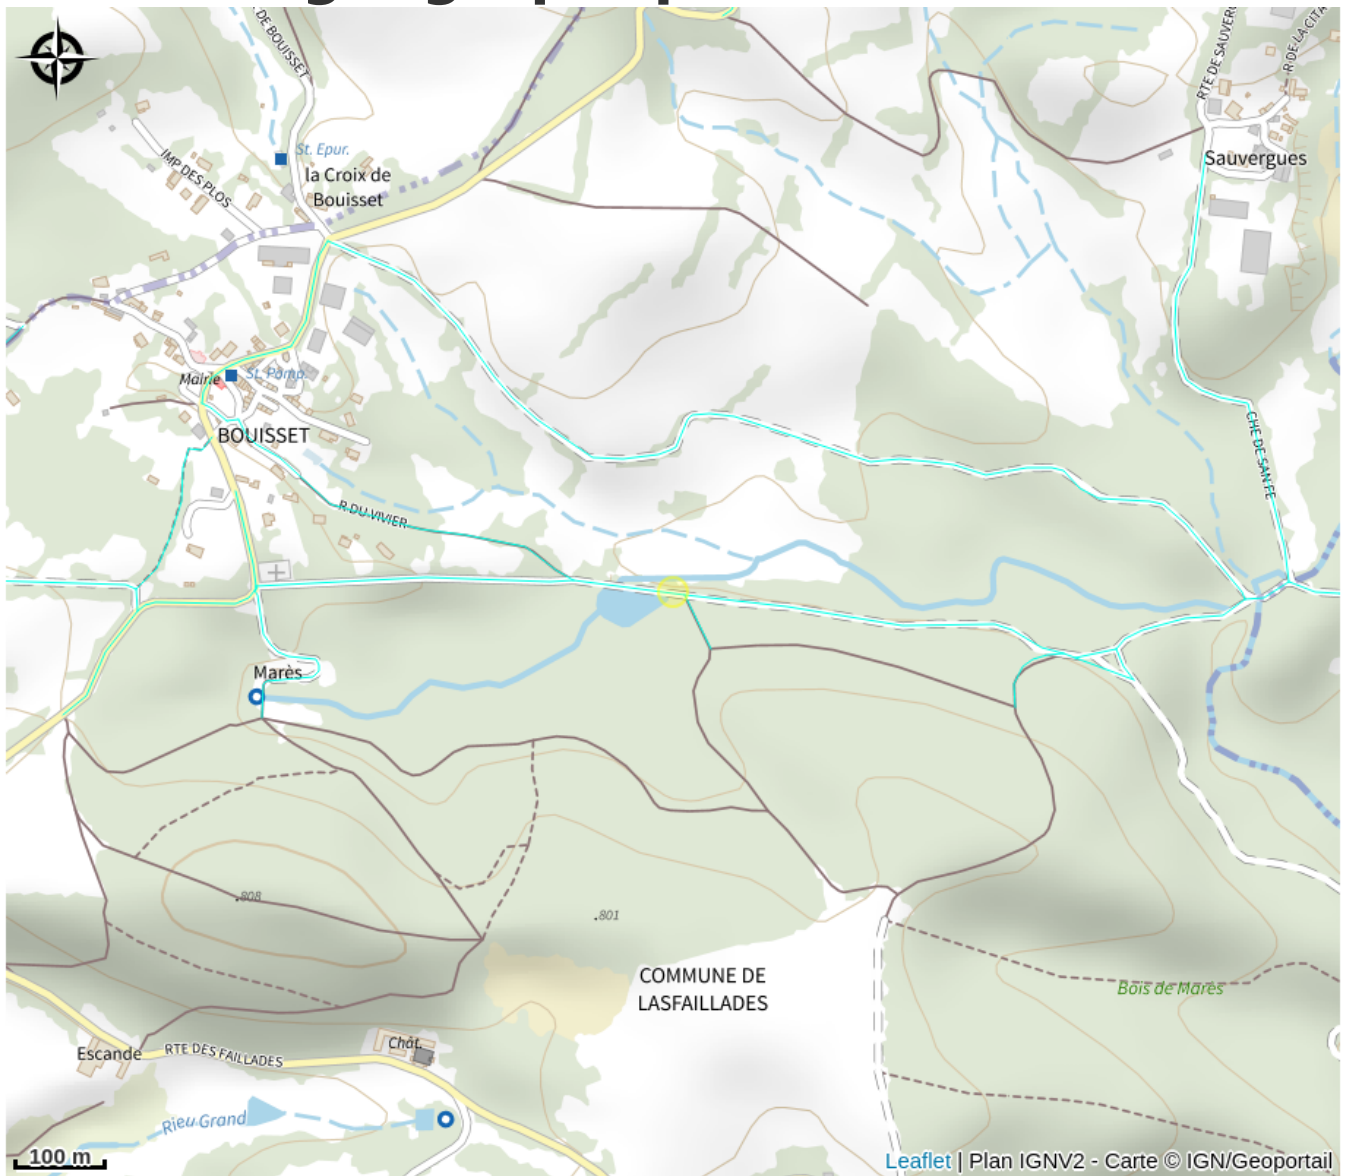 DE BOUISSET
RTE DE SAUVER
R DE LA CITA
St. Epur.
IMP DES PLOS
la Croix de
Bouisset
Sauvergues
Mairie
St. Pomp.
BOUISSET
CHE DE SAN FE
R DU VIVIER
Marès
.808
.801
COMMUNE DE
LASFAILLADES
Bois de Marès
Escande
RTE DES FAILLADES
Chât.
Rieu Grand
100 m
Leaflet | Plan IGNV2 - Carte © IGN/Geoportail